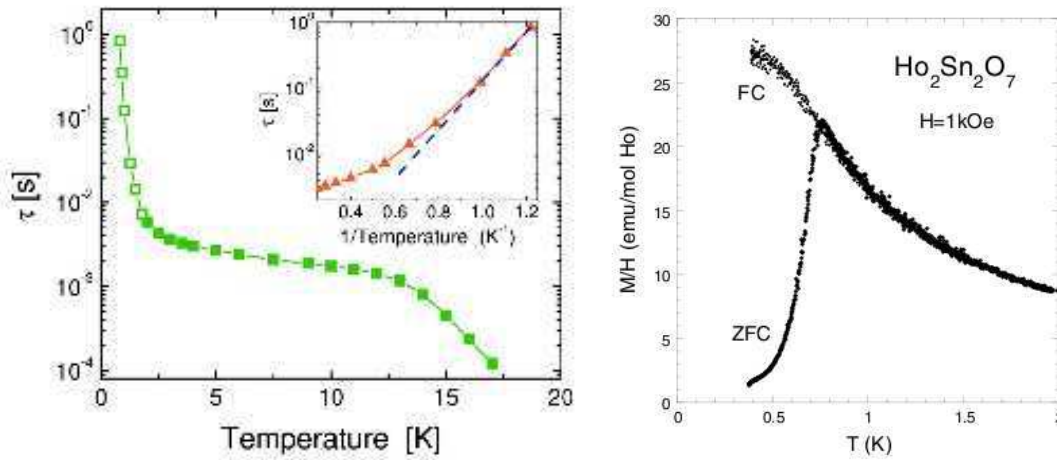 τ [s]
10⁰
10⁻¹
10⁻²
10⁻³
10⁻⁴
0 5 10 15 20
Temperature [K]
τ [s]
10⁰
10⁻¹
10⁻²
0.4 0.6 0.8 1.0 1.2
1/Temperature (K⁻¹)
M/H (emu/mol Ho)
30
25
20
15
10
5
0
0 0.5 1 1.5 2
T (K)
Ho₂Sn₂O₇
H=1kOe
FC
ZFC